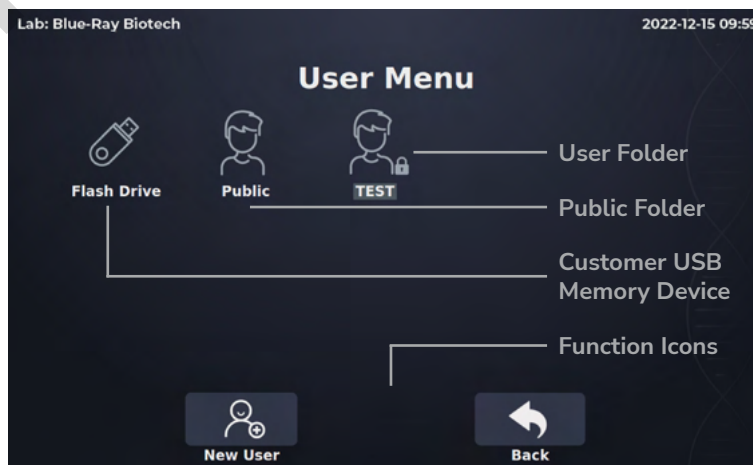 Lab: Blue-Ray Biotech
2022-12-15 09:59
User Menu
Flash Drive
Public
TEST
User Folder
Public Folder
Customer USB
Memory Device
Function Icons
New User
Back